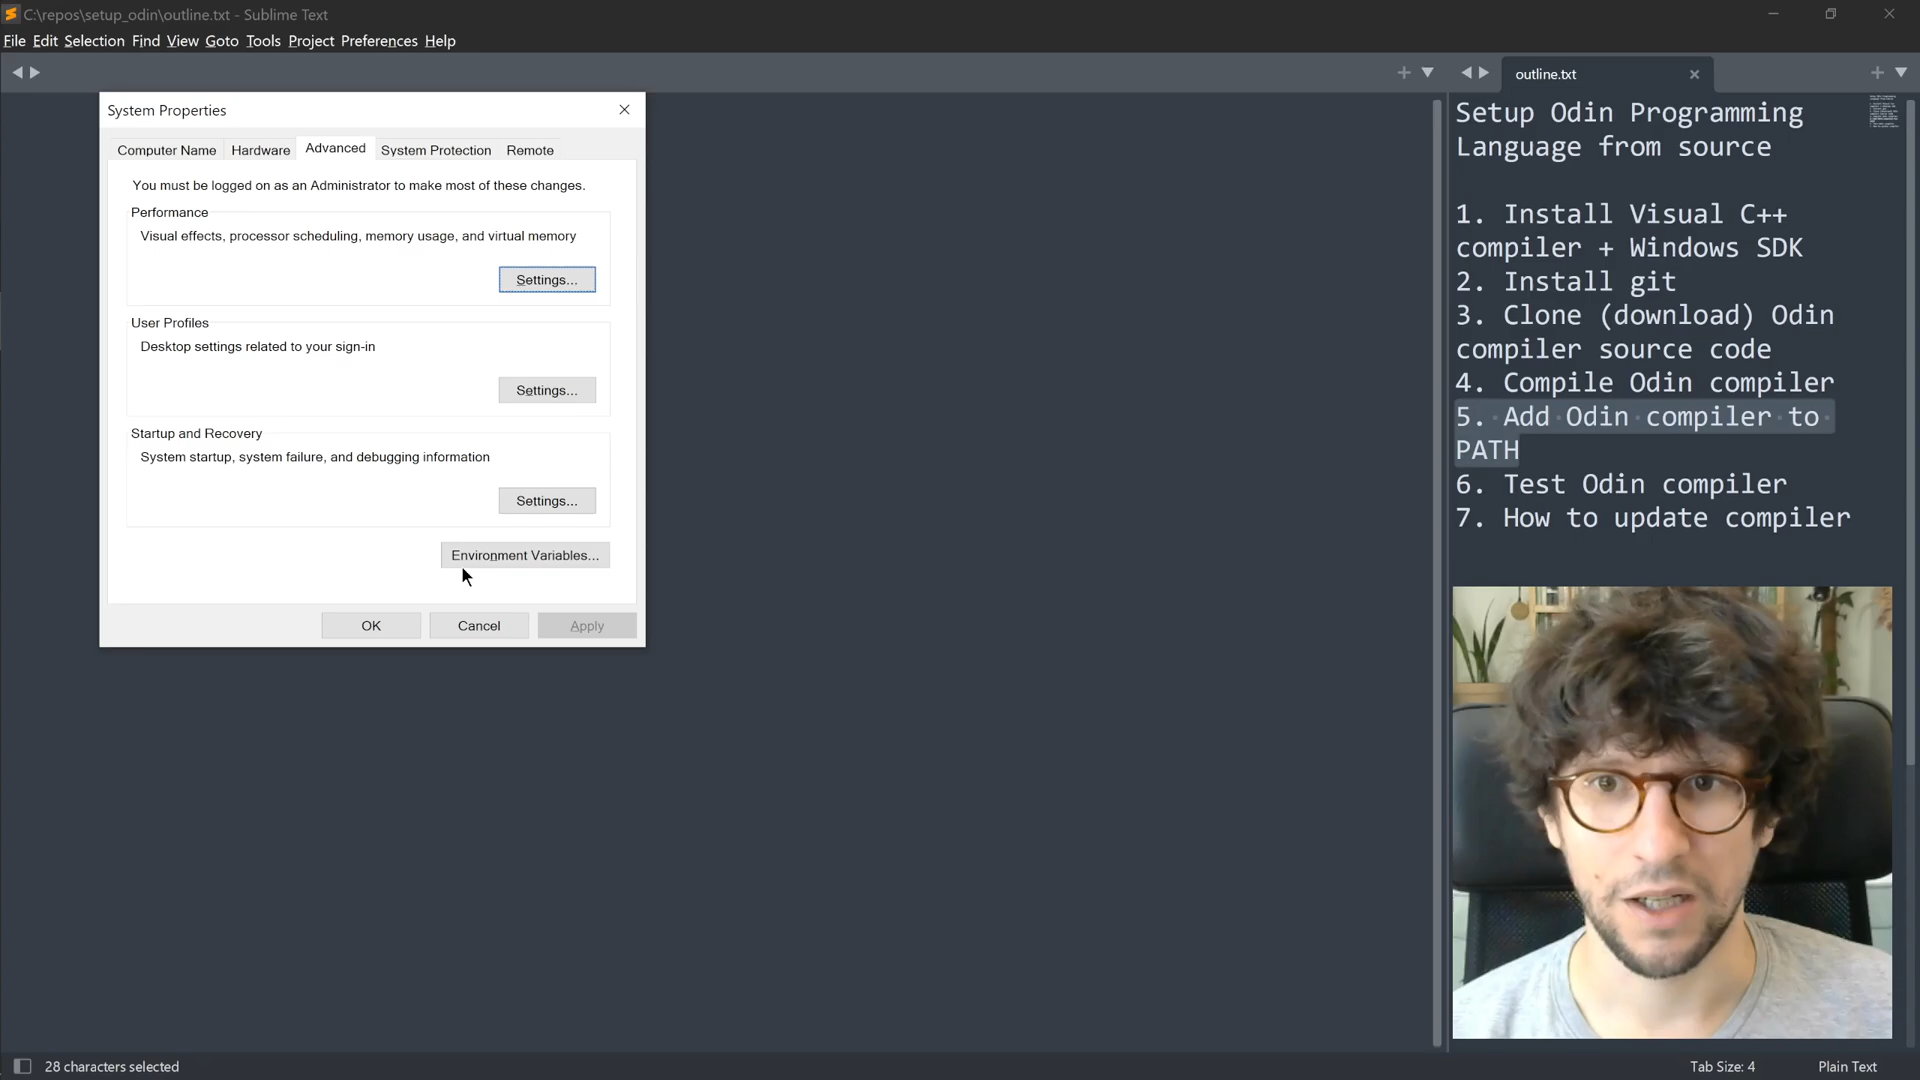 C:\repos\setup_odin\outline.txt - Sublime Text
File Edit Selection Find View Goto Tools Project Preferences Help
outline.txt
System Properties
Computer Name Hardware Advanced System Protection Remote
You must be logged on as an Administrator to make most of these changes.
Performance
Visual effects, processor scheduling, memory usage, and virtual memory
Settings...
User Profiles
Desktop settings related to your sign-in
Settings...
Startup and Recovery
System startup, system failure, and debugging information
Settings...
Environment Variables...
OK Cancel Apply
Setup Odin Programming
Language from source
1. Install Visual C++
compiler + Windows SDK
2. Install git
3. Clone (download) Odin
compiler source code
4. Compile Odin compiler
5. Add Odin compiler to
PATH
6. Test Odin compiler
7. How to update compiler
28 characters selected
Tab Size: 4
Plain Text